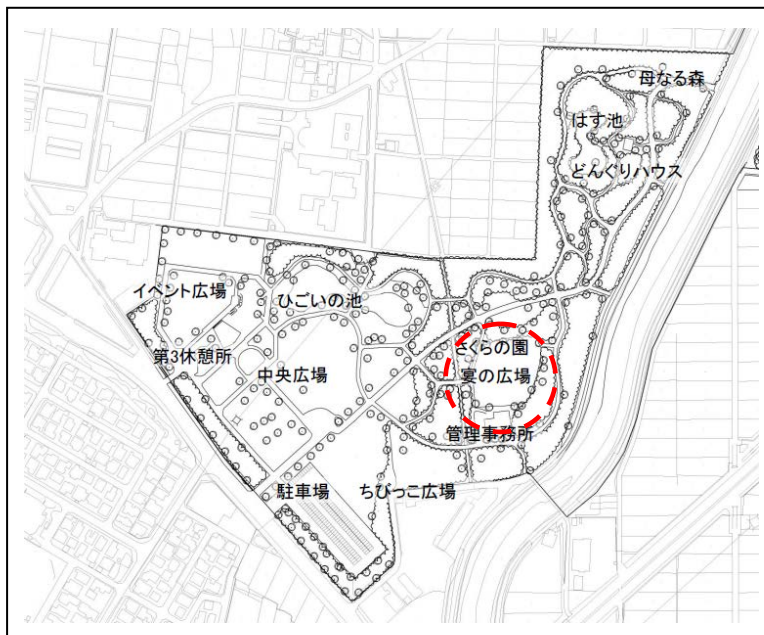 母なる森
はす池
どんぐりハウス
イベント広場
ひごいの池
第3休憩所
さくらの園
中央広場
宴の広場
管理事務所
駐車場
ちびっこ広場